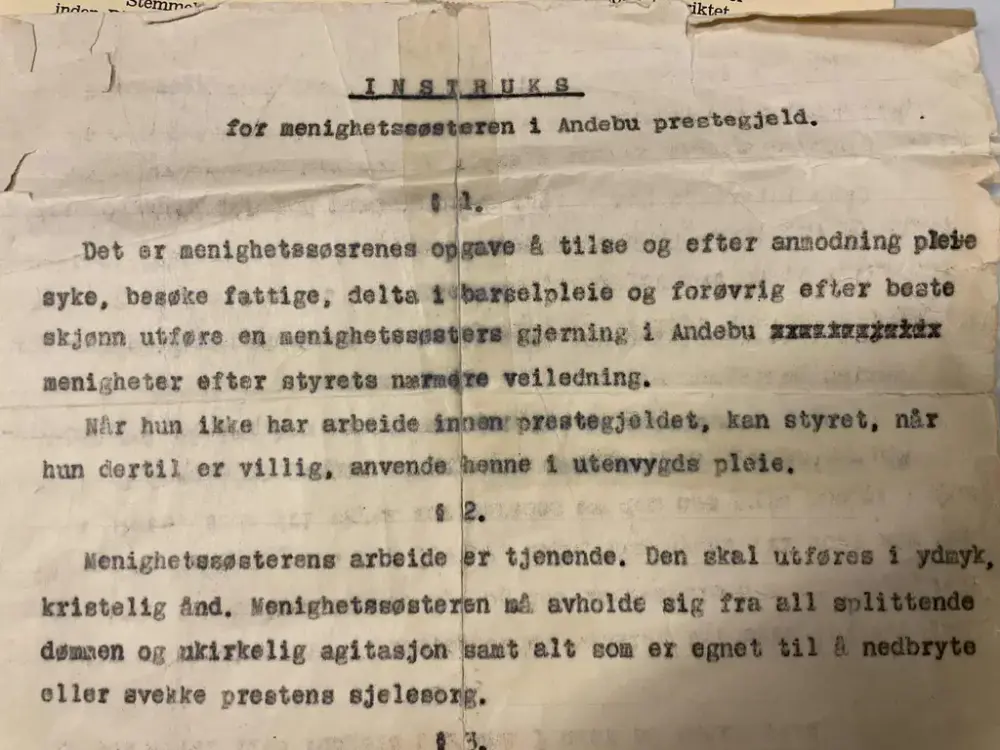 Stemme
riktet
INSTRUKS
for menighetssøsteren i Andebu prestegjeld.
§ 1.
Det er menighetssøsrenes opgave å tilse og efter anmodning pleie
syke, besøke fattige, delta i barselpleie og forøvrig efter beste
skjønn utføre en menighetssøsters gjerning i Andebu
menigheter efter styrets nærmere veiledning.
Når hun ikke har arbeide innen prestegjeldet, kan styret, når
hun dertil er villig, anvende henne i utenvygds pleie.
§ 2.
Menighetssøsterens arbeide er tjenende. Den skal utføres i ydmyk,
kristelig ånd. Menighetssøsteren må avholde sig fra all splittende
dømmen og ukirkelig agitasjon samt alt som er egnet til å nedbryte
eller svekke prestens sjelesorg.
§ 3.